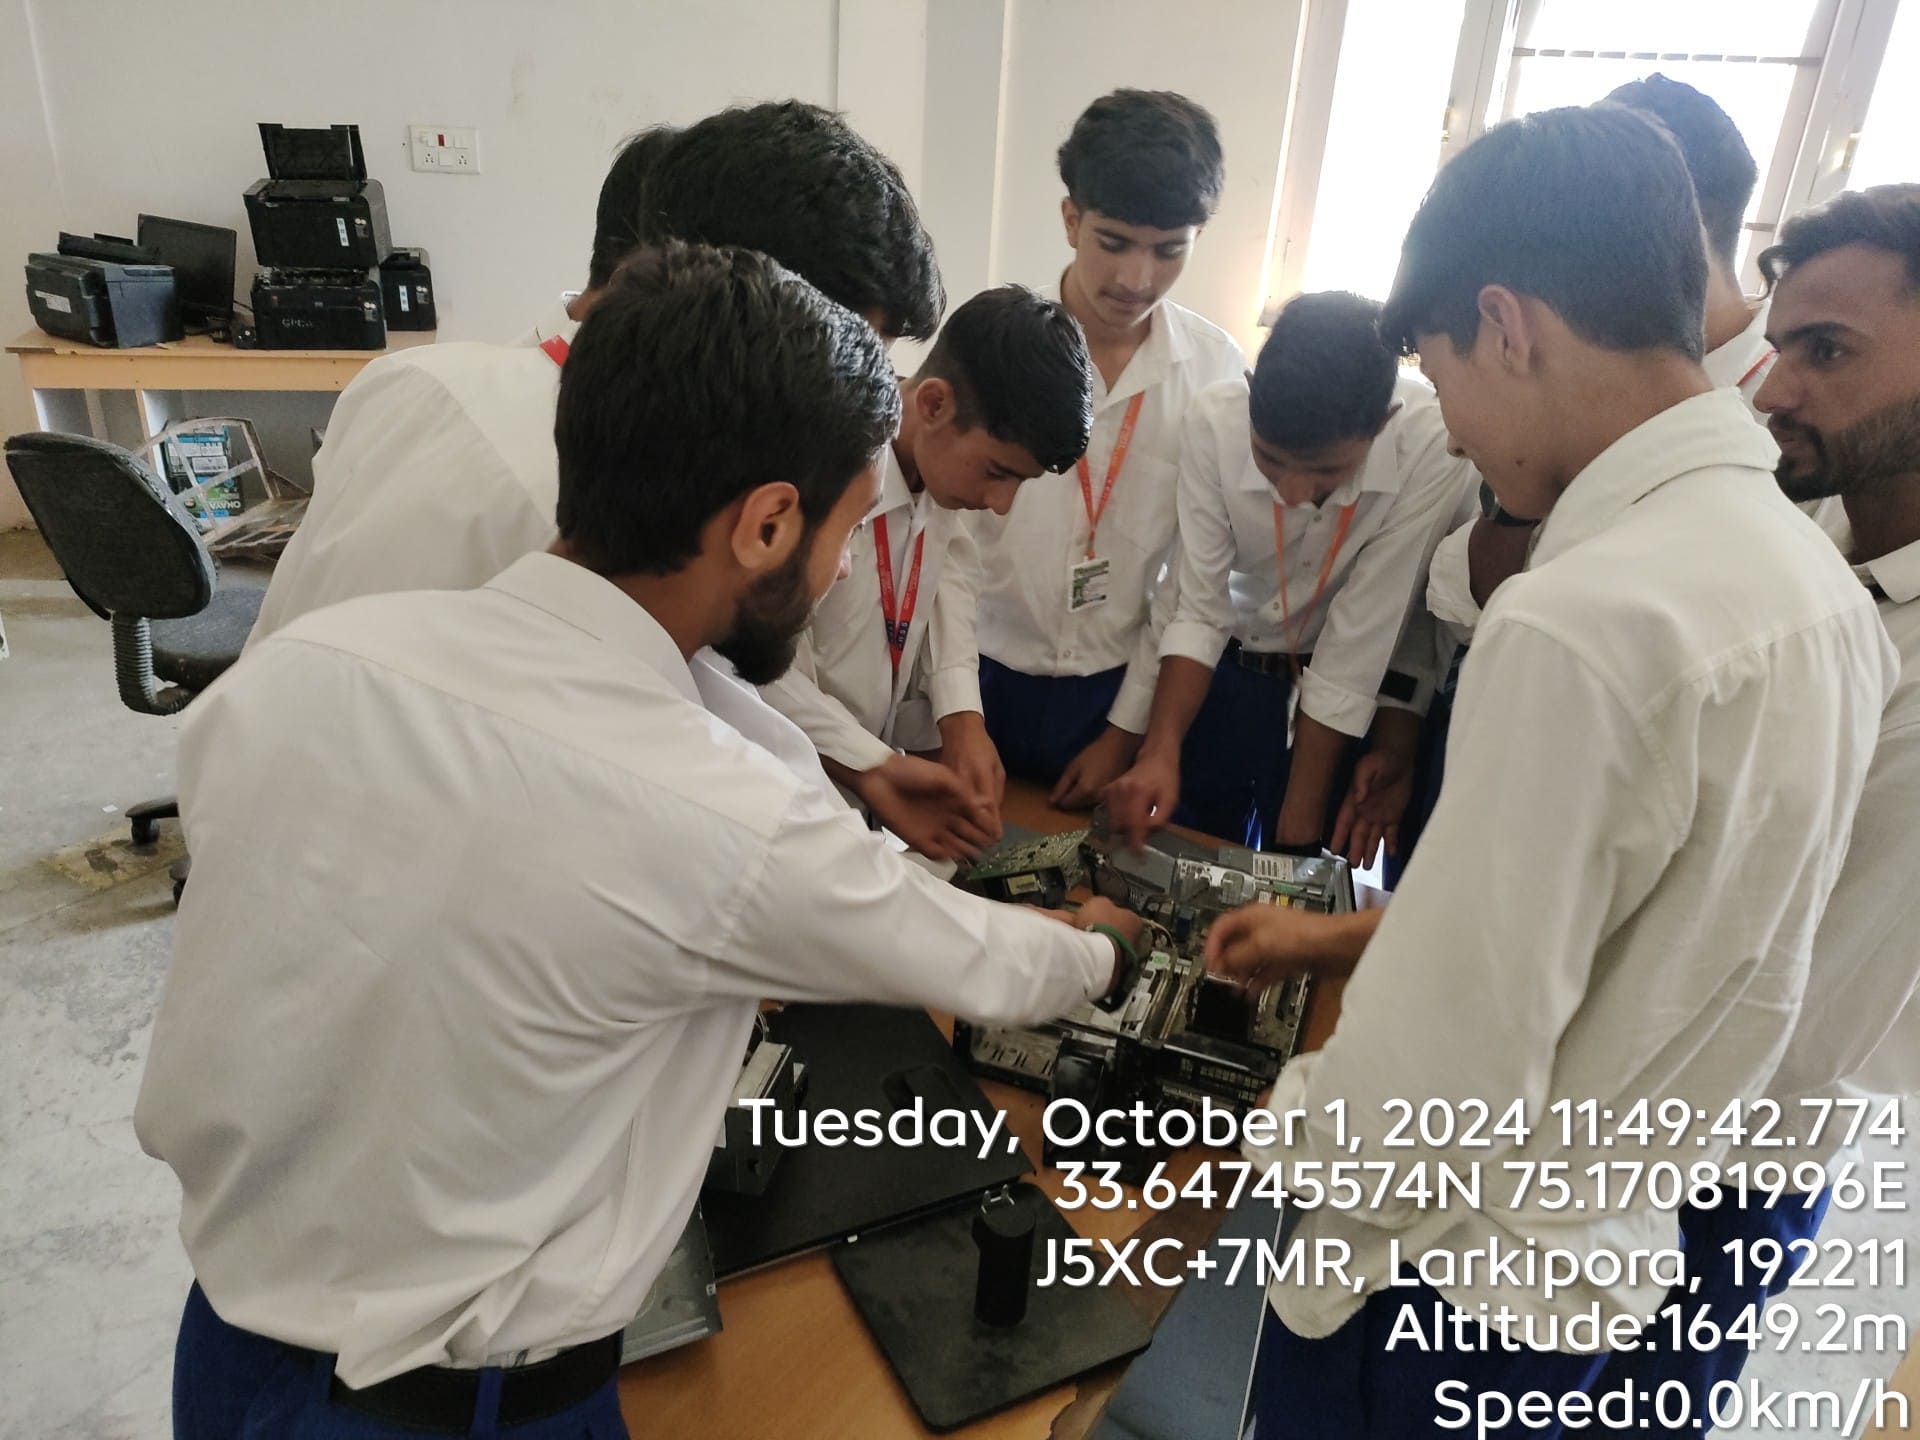 GPCA
Tuesday, October 1, 2024 11:49:42.774
33.64745574N 75.17081996E
J5XC+7MR, Larkipora, 192211
Altitude:1649.2m
Speed:0.0km/h